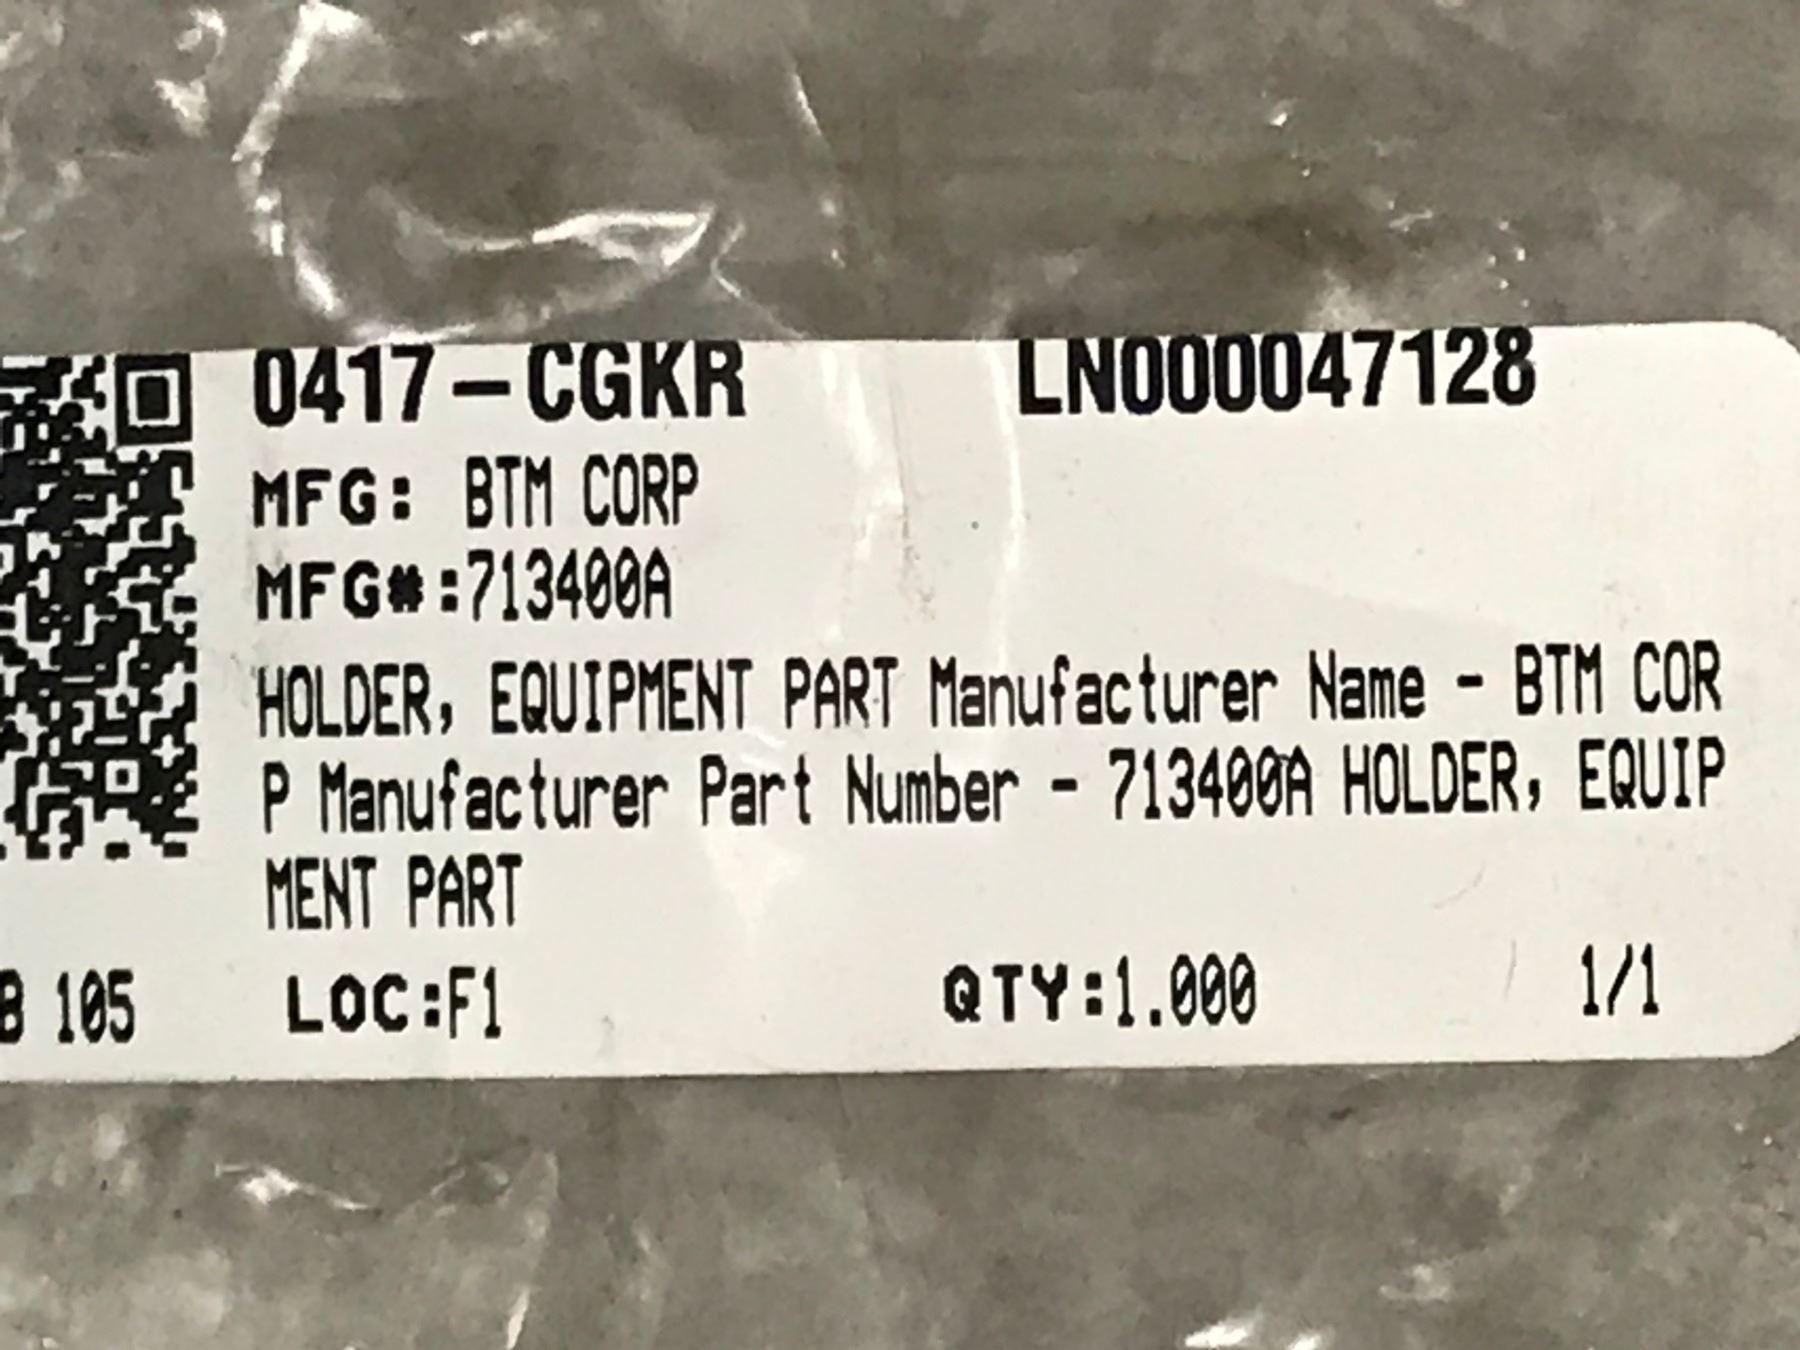 0417-CGKR LN000047128
MFG: BTM CORP
MFG#:713400A
HOLDER, EQUIPMENT PART Manufacturer Name - BTM COR
P Manufacturer Part Number - 713400A HOLDER, EQUIP
MENT PART
B 105 LOC:F1 QTY:1.000 1/1